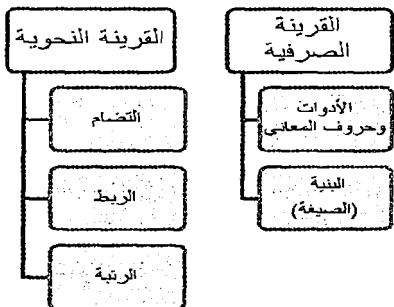 القرينة
الصرفية
الأدوات
وحروف المعاني
البنية
(الصيغة)
القرينة النحوية
التضام
الربط
الرتبة